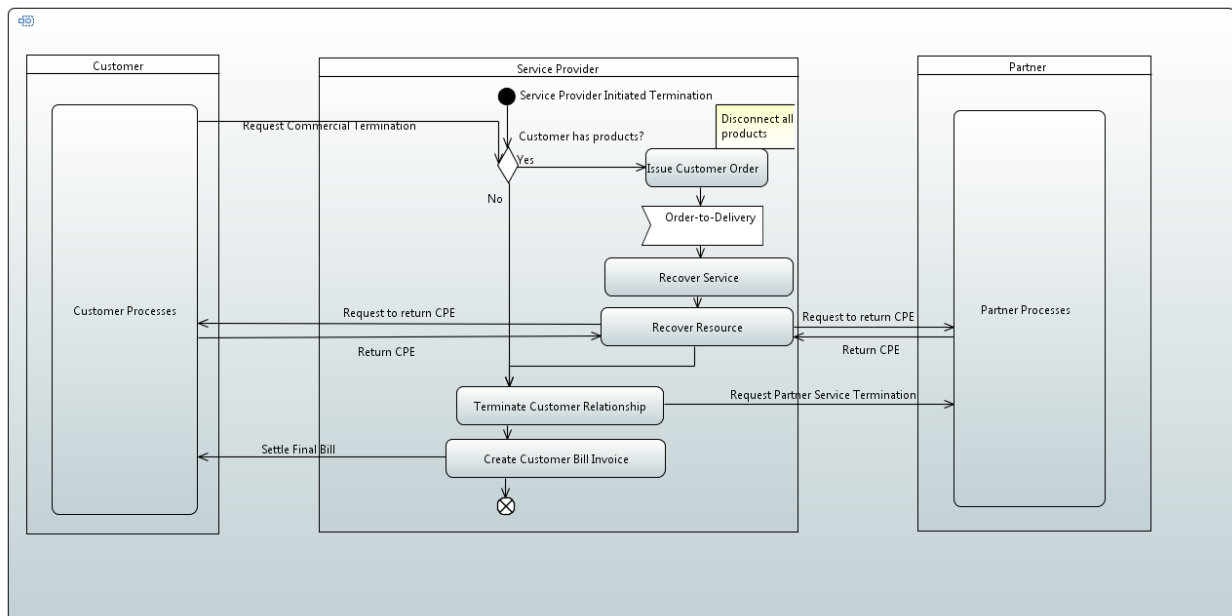 Customer
Service Provider
Partner
Service Provider Initiated Termination
Request Commercial Termination
Customer has products?
Disconnect all
products
Yes
Issue Customer Order
No
Order-to-Delivery
Recover Service
Customer Processes
Request to return CPE
Return CPE
Recover Resource
Request to return CPE
Return CPE
Partner Processes
Terminate Customer Relationship
Request Partner Service Termination
Settle Final Bill
Create Customer Bill Invoice